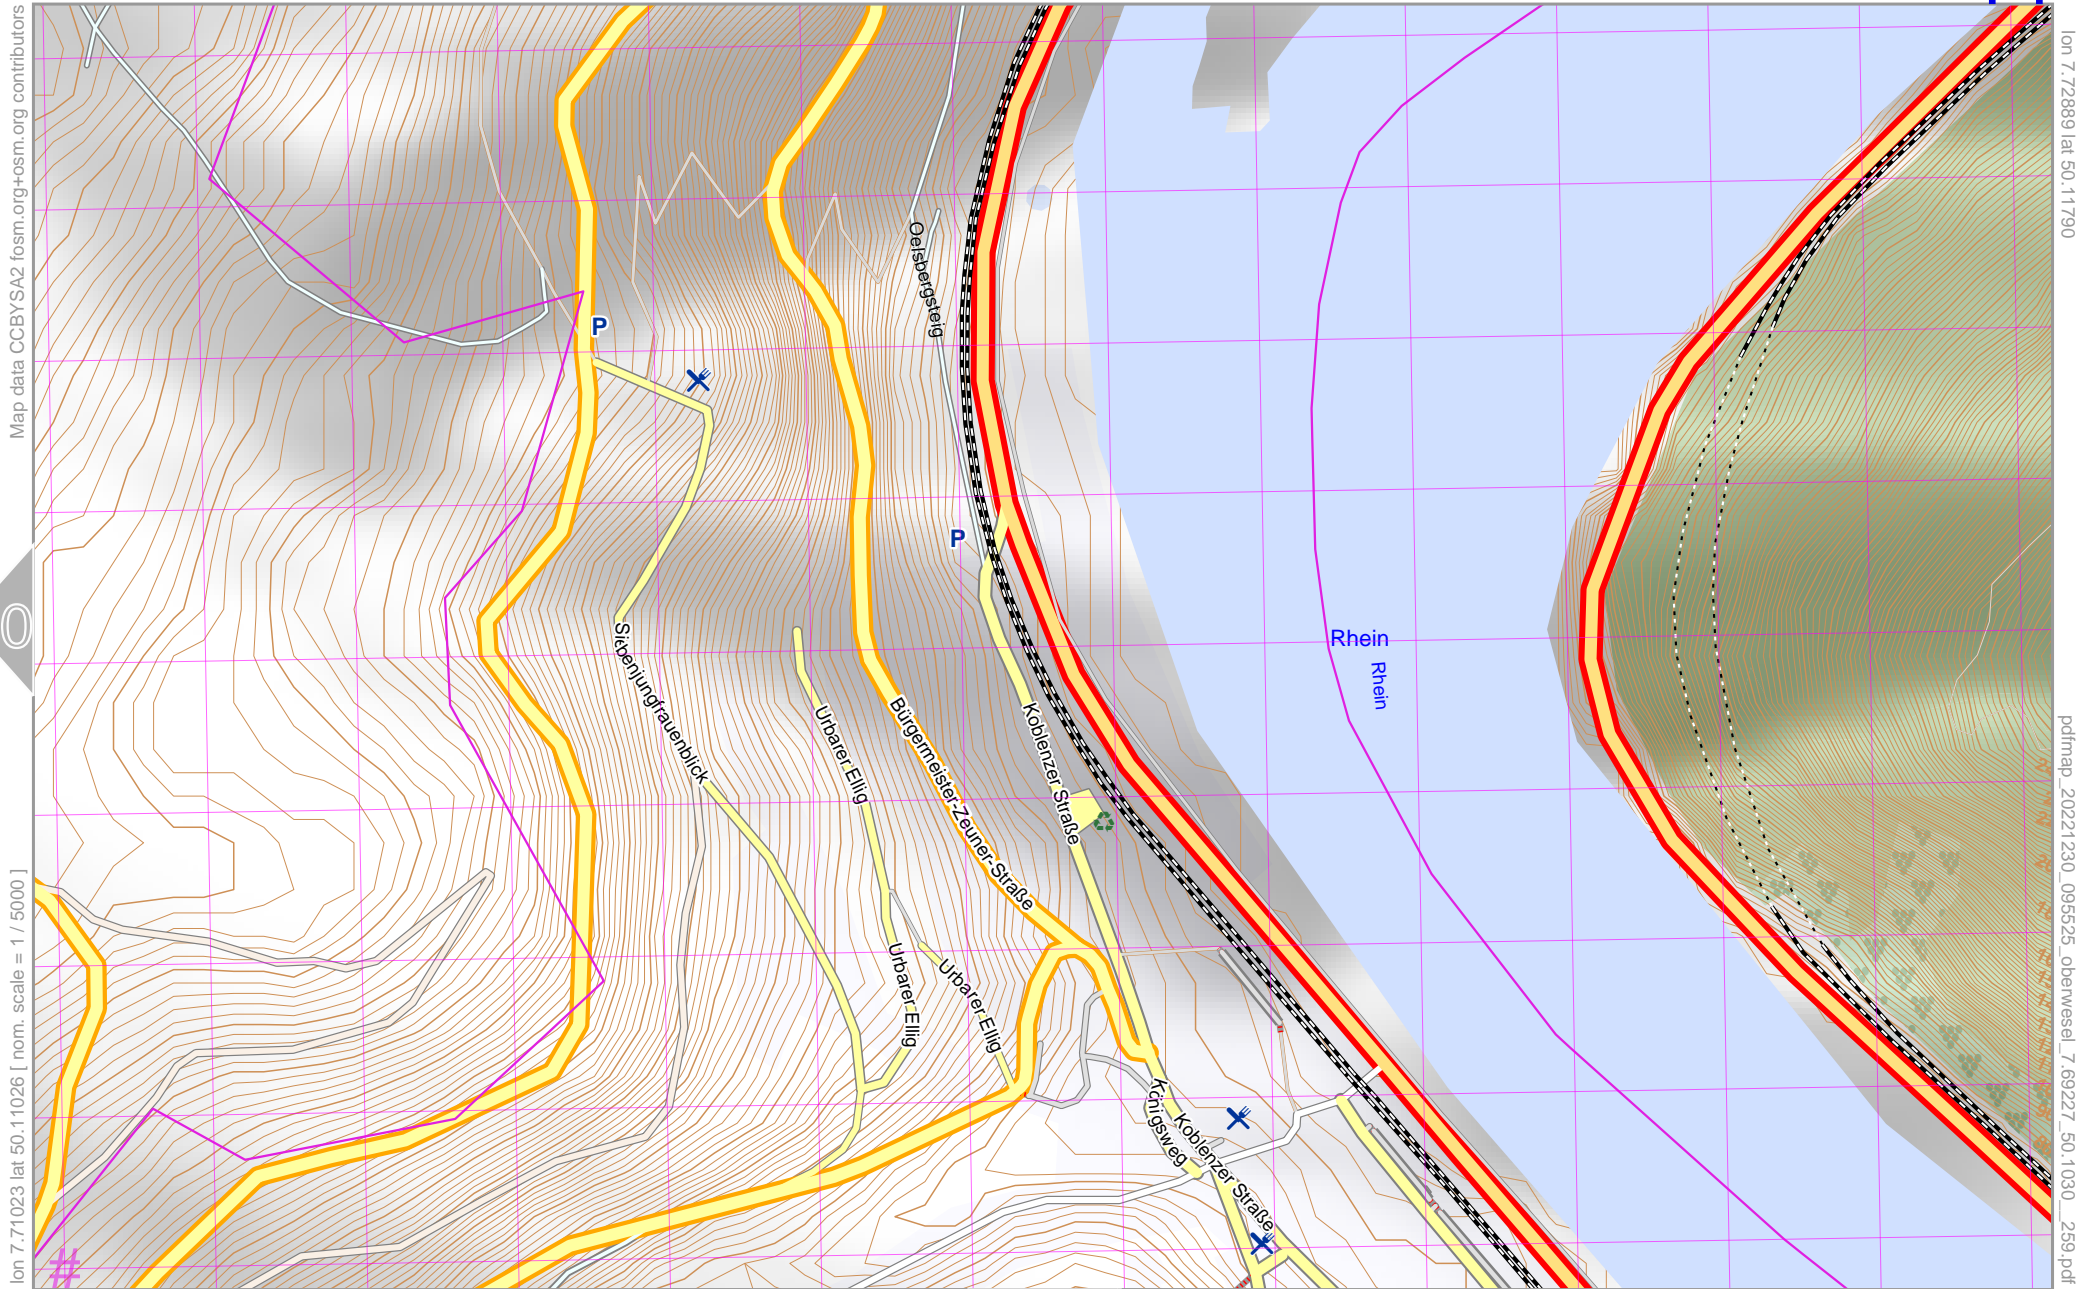 Map data CCBYSA2 fosm.org+osm.org contributors
lon 7.71023 lat 50.11026 [ nom. scale = 1 / 5000 ]
lon 7.72889 lat 50.11790
pdfmap_20221230_095525_oberwesel_7.69227_50.1030__259.pdf
0
P
Oelsbergsteig
P
Rhein
Rhein
Siebenjungfrauenblick
Urbarer Ellig
Bürgermeister-Zeuner-Straße
Koblenzer Straße
Urbarer Ellig
Urbarer Ellig
Königsweg
Koblenzer Straße
#